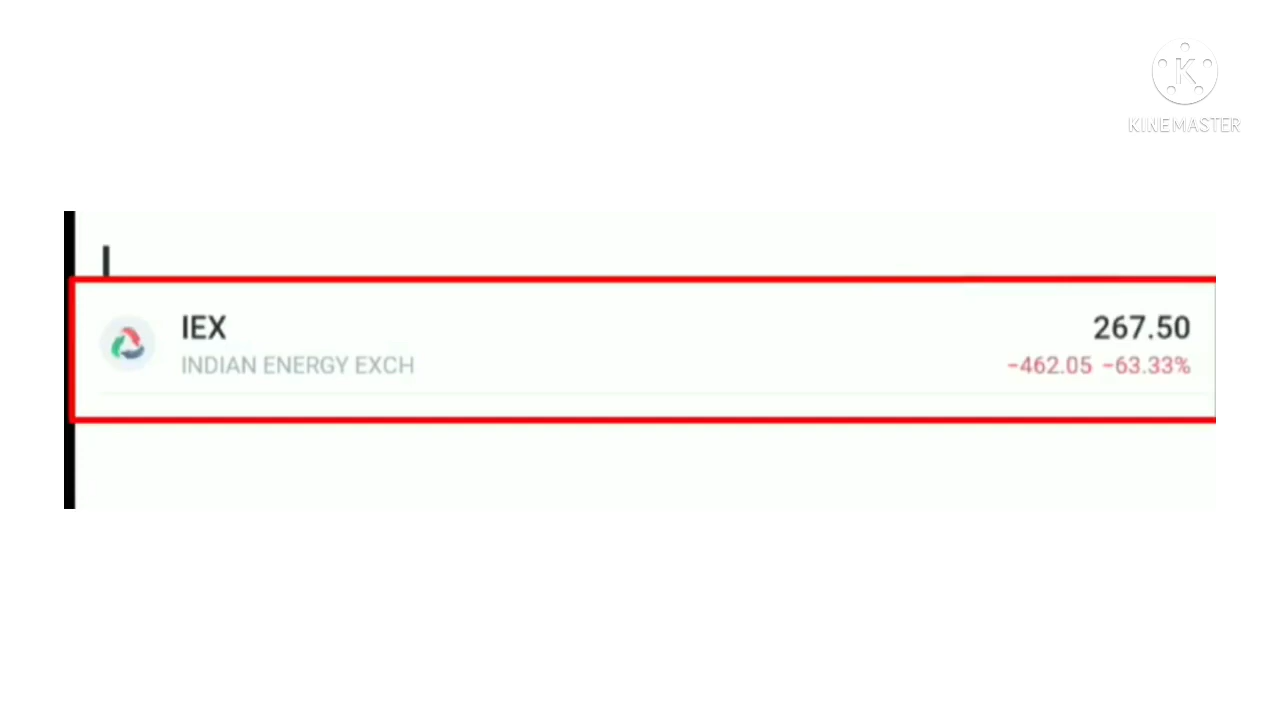 KINEMASTER
IEX
267.50
INDIAN ENERGY EXCH
−462.05 −63.33%